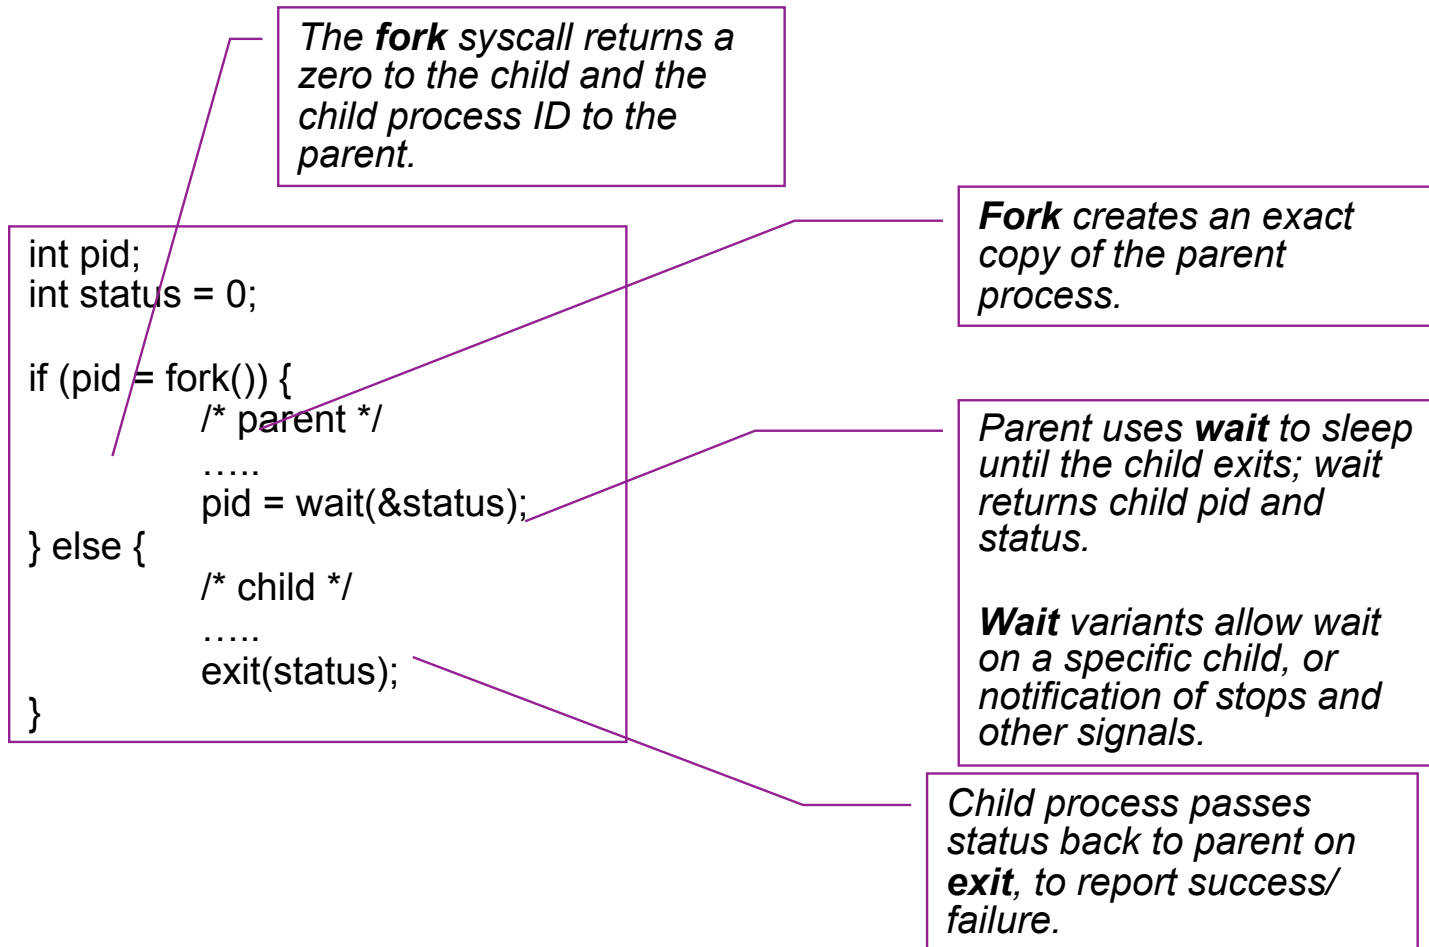 The fork syscall returns a
zero to the child and the
child process ID to the
parent.
int pid;
int status = 0;
if (pid = fork()) {
/* parent */
…..
pid = wait(&status);
} else {
/* child */
…..
exit(status);
}
Fork creates an exact
copy of the parent
process.
Parent uses wait to sleep
until the child exits; wait
returns child pid and
status.
Wait variants allow wait
on a specific child, or
notification of stops and
other signals.
Child process passes
status back to parent on
exit, to report success/
failure.